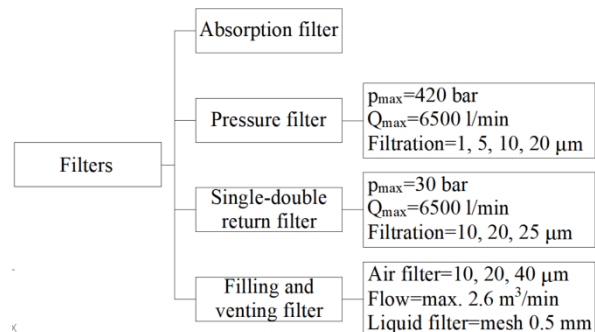 Absorption filter
Pressure filter
pmax=420 bar
Qmax=6500 l/min
Filtration=1, 5, 10, 20 μm
Filters
Single-double
return filter
pmax=30 bar
Qmax=6500 l/min
Filtration=10, 20, 25 μm
Filling and
venting filter
Air filter=10, 20, 40 μm
Flow=max. 2.6 m³/min
Liquid filter=mesh 0.5 mm